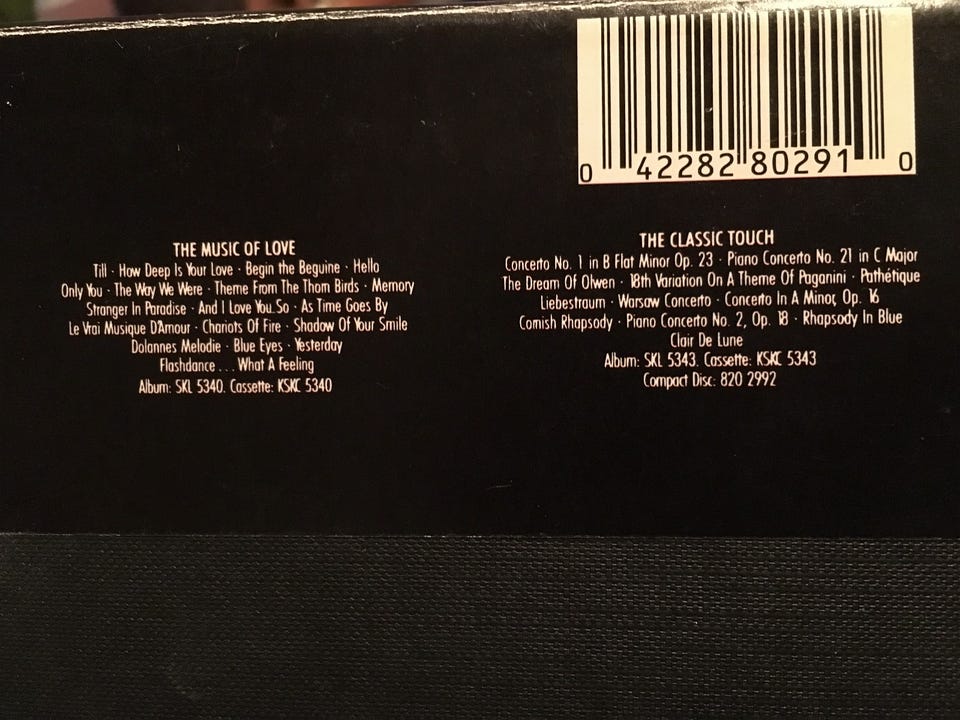 0 42282 80291 0
THE MUSIC OF LOVE
Till · How Deep Is Your Love · Begin the Beguine · Hello
Only You · The Way We Were · Theme From The Thorn Birds · Memory
Stranger In Paradise · And I Love You So · As Time Goes By
Le Vrai Musique D'Amour · Chariots Of Fire · Shadow Of Your Smile
Dolannes Melodie · Blue Eyes · Yesterday
Flashdance . . . What A Feeling
Album: SKL 5340. Cassette: KSKC 5340
THE CLASSIC TOUCH
Concerto No. 1 in B Flat Minor Op. 23 · Piano Concerto No. 21 in C Major
The Dream Of Olwen · 18th Variation On A Theme Of Paganini · Pathétique
Liebestraum · Warsaw Concerto · Concerto In A Minor, Op. 16
Cornish Rhapsody · Piano Concerto No. 2, Op. 18 · Rhapsody In Blue
Clair De Lune
Album: SKL 5343. Cassette: KSKC 5343
Compact Disc: 820 2992